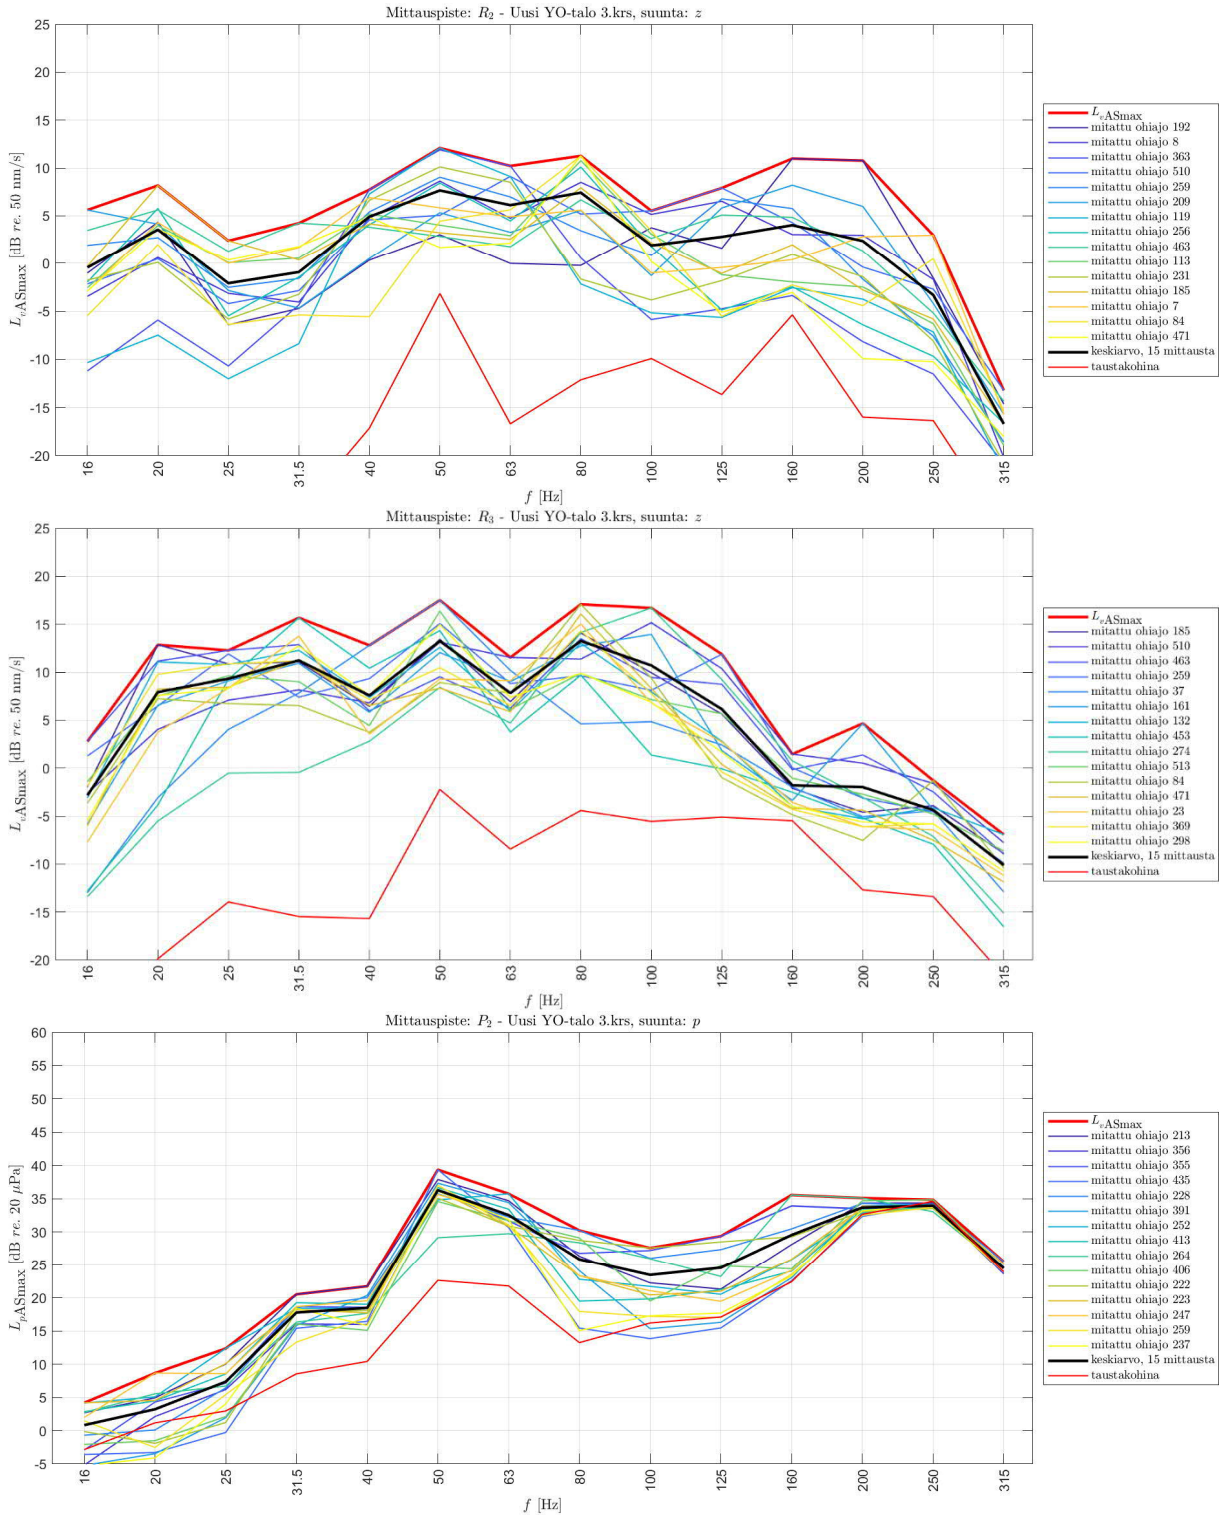 Mittauspiste: R2 - Uusi YO-talo 3.krs, suunta: z
LvASmax [dB re. 50 nm/s]
25
20
15
10
5
0
-5
-10
-15
-20
16 20 25 31.5 40 50 63 80 100 125 160 200 250 315
f [Hz]
LvASmax
mitattu ohiajo 192
mitattu ohiajo 8
mitattu ohiajo 363
mitattu ohiajo 510
mitattu ohiajo 259
mitattu ohiajo 209
mitattu ohiajo 119
mitattu ohiajo 256
mitattu ohiajo 463
mitattu ohiajo 113
mitattu ohiajo 231
mitattu ohiajo 185
mitattu ohiajo 7
mitattu ohiajo 84
mitattu ohiajo 471
keskiarvo, 15 mittausta
taustakohina
Mittauspiste: R3 - Uusi YO-talo 3.krs, suunta: z
LvASmax [dB re. 50 nm/s]
25
20
15
10
5
0
-5
-10
-15
-20
16 20 25 31.5 40 50 63 80 100 125 160 200 250 315
f [Hz]
LvASmax
mitattu ohiajo 185
mitattu ohiajo 510
mitattu ohiajo 463
mitattu ohiajo 259
mitattu ohiajo 37
mitattu ohiajo 161
mitattu ohiajo 132
mitattu ohiajo 453
mitattu ohiajo 274
mitattu ohiajo 513
mitattu ohiajo 84
mitattu ohiajo 471
mitattu ohiajo 23
mitattu ohiajo 369
mitattu ohiajo 298
keskiarvo, 15 mittausta
taustakohina
Mittauspiste: P2 - Uusi YO-talo 3.krs, suunta: p
LpASmax [dB re. 20 μPa]
60
55
50
45
40
35
30
25
20
15
10
5
0
-5
16 20 25 31.5 40 50 63 80 100 125 160 200 250 315
f [Hz]
LvASmax
mitattu ohiajo 213
mitattu ohiajo 356
mitattu ohiajo 355
mitattu ohiajo 435
mitattu ohiajo 228
mitattu ohiajo 391
mitattu ohiajo 252
mitattu ohiajo 413
mitattu ohiajo 264
mitattu ohiajo 406
mitattu ohiajo 222
mitattu ohiajo 223
mitattu ohiajo 247
mitattu ohiajo 259
mitattu ohiajo 237
keskiarvo, 15 mittausta
taustakohina